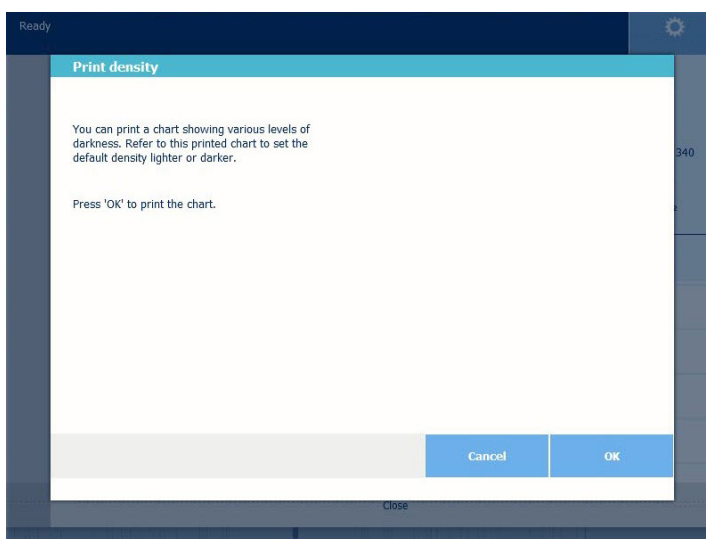 Ready
Print density
You can print a chart showing various levels of
darkness. Refer to this printed chart to set the
default density lighter or darker.
340
Press 'OK' to print the chart.
Cancel
OK
Close